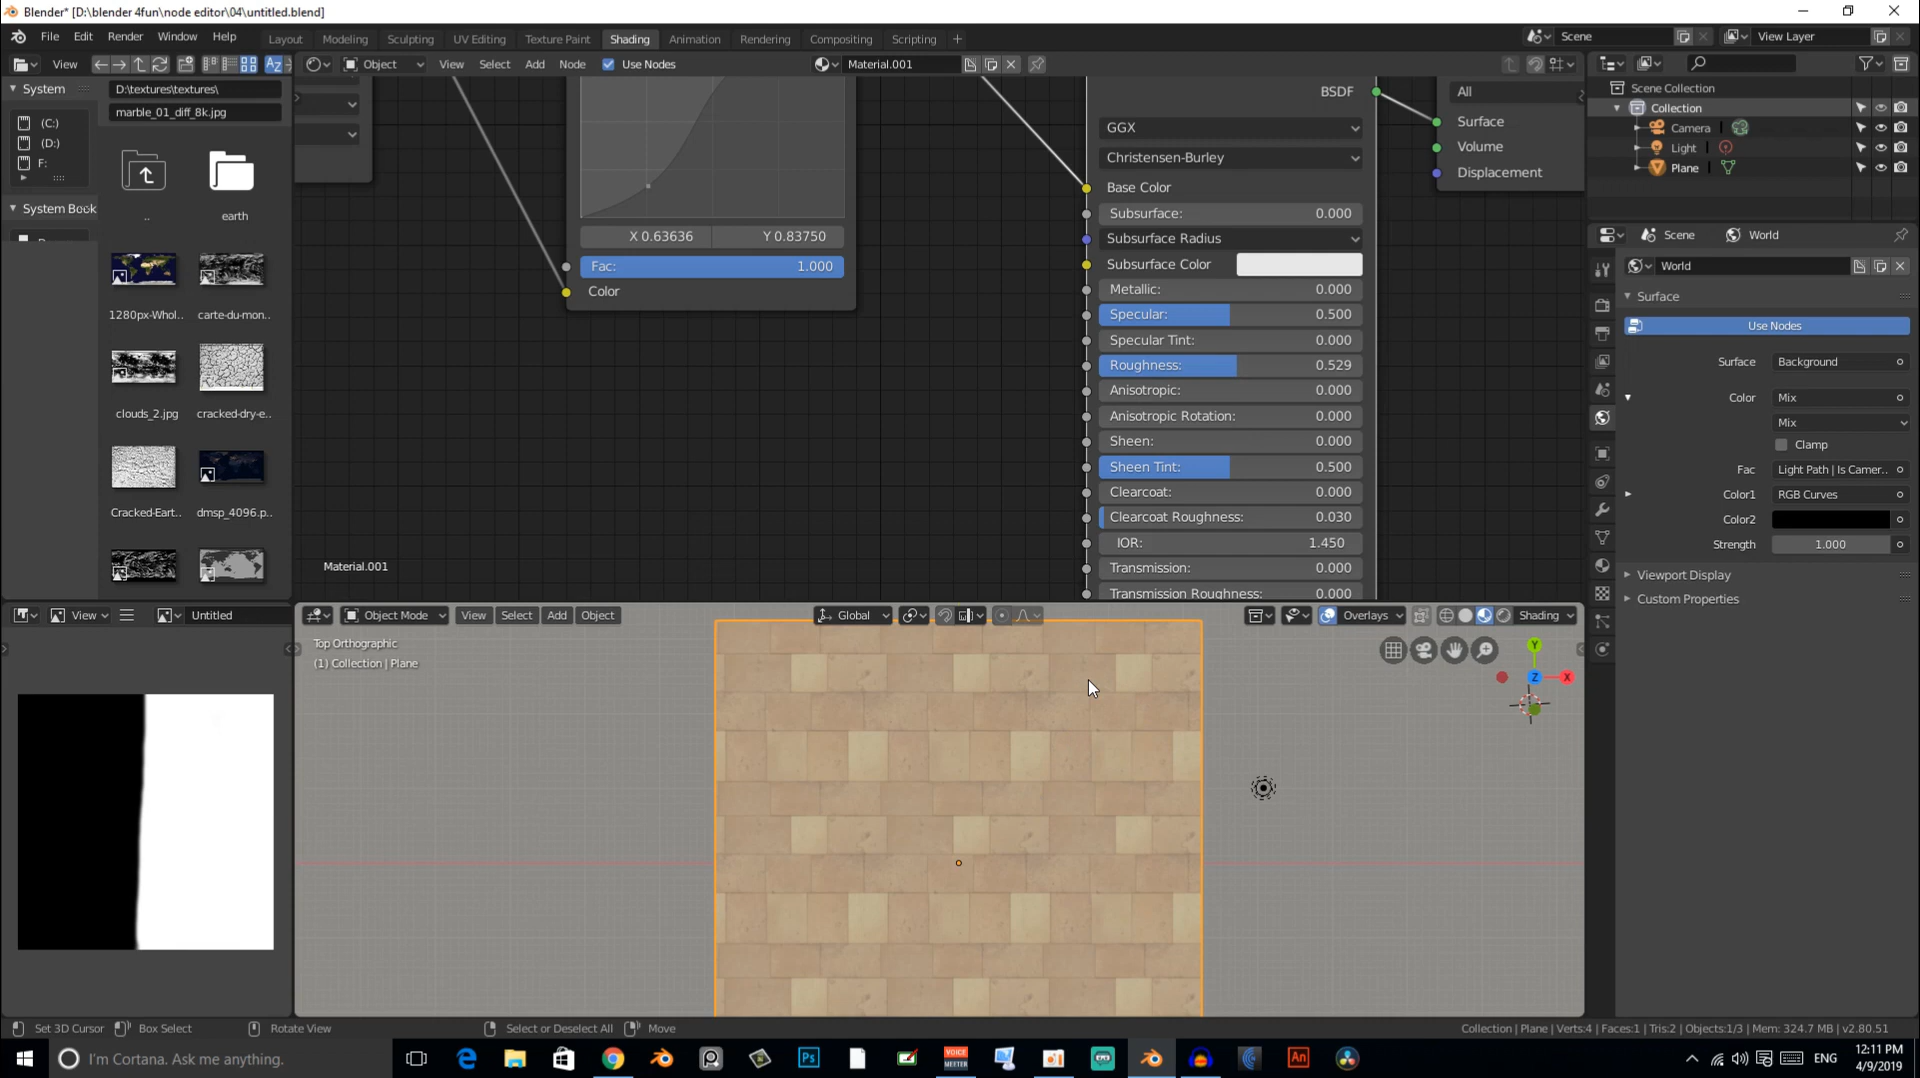 Blender* [D:\blender 4fun\node editor\04\untitled.blend]
File Edit Render Window Help
Layout Modeling Sculpting UV Editing Texture Paint Shading Animation Rendering Compositing Scripting +
Scene
View Layer
View
Object View Select Add Node Use Nodes
Material.001
System
(C:)
(D:)
F:
System Book
D:\textures\textures\
marble_01_diff_8k.jpg
..
earth
1280px-Whol..
carte-du-mon..
clouds_2.jpg
cracked-dry-e..
Cracked-Eart..
dmsp_4096.p..
X 0.63636 Y 0.83750
Fac: 1.000
Color
Material.001
BSDF
GGX
Christensen-Burley
Base Color
Subsurface: 0.000
Subsurface Radius
Subsurface Color
Metallic: 0.000
Specular: 0.500
Specular Tint: 0.000
Roughness: 0.529
Anisotropic: 0.000
Anisotropic Rotation: 0.000
Sheen: 0.000
Sheen Tint: 0.500
Clearcoat: 0.000
Clearcoat Roughness: 0.030
IOR: 1.450
Transmission: 0.000
Transmission Roughness: 0.000
All
Surface
Volume
Displacement
Scene Collection
Collection
Camera
Light
Plane
Scene World
World
Surface
Use Nodes
Surface Background
Color Mix
Mix
Clamp
Fac Light Path | Is Camer..
Color1 RGB Curves
Color2
Strength 1.000
Viewport Display
Custom Properties
View Untitled
Object Mode View Select Add Object Global Overlays Shading
Top Orthographic
(1) Collection | Plane
Y
Z
X
Set 3D Cursor Box Select Rotate View Select or Deselect All Move
Collection | Plane | Verts:4 | Faces:1 | Tris:2 | Objects:1/3 | Mem: 324.7 MB | v2.80.51
I'm Cortana. Ask me anything.
Ps
VOICE
MEETER
An
ENG
12:11 PM
4/9/2019